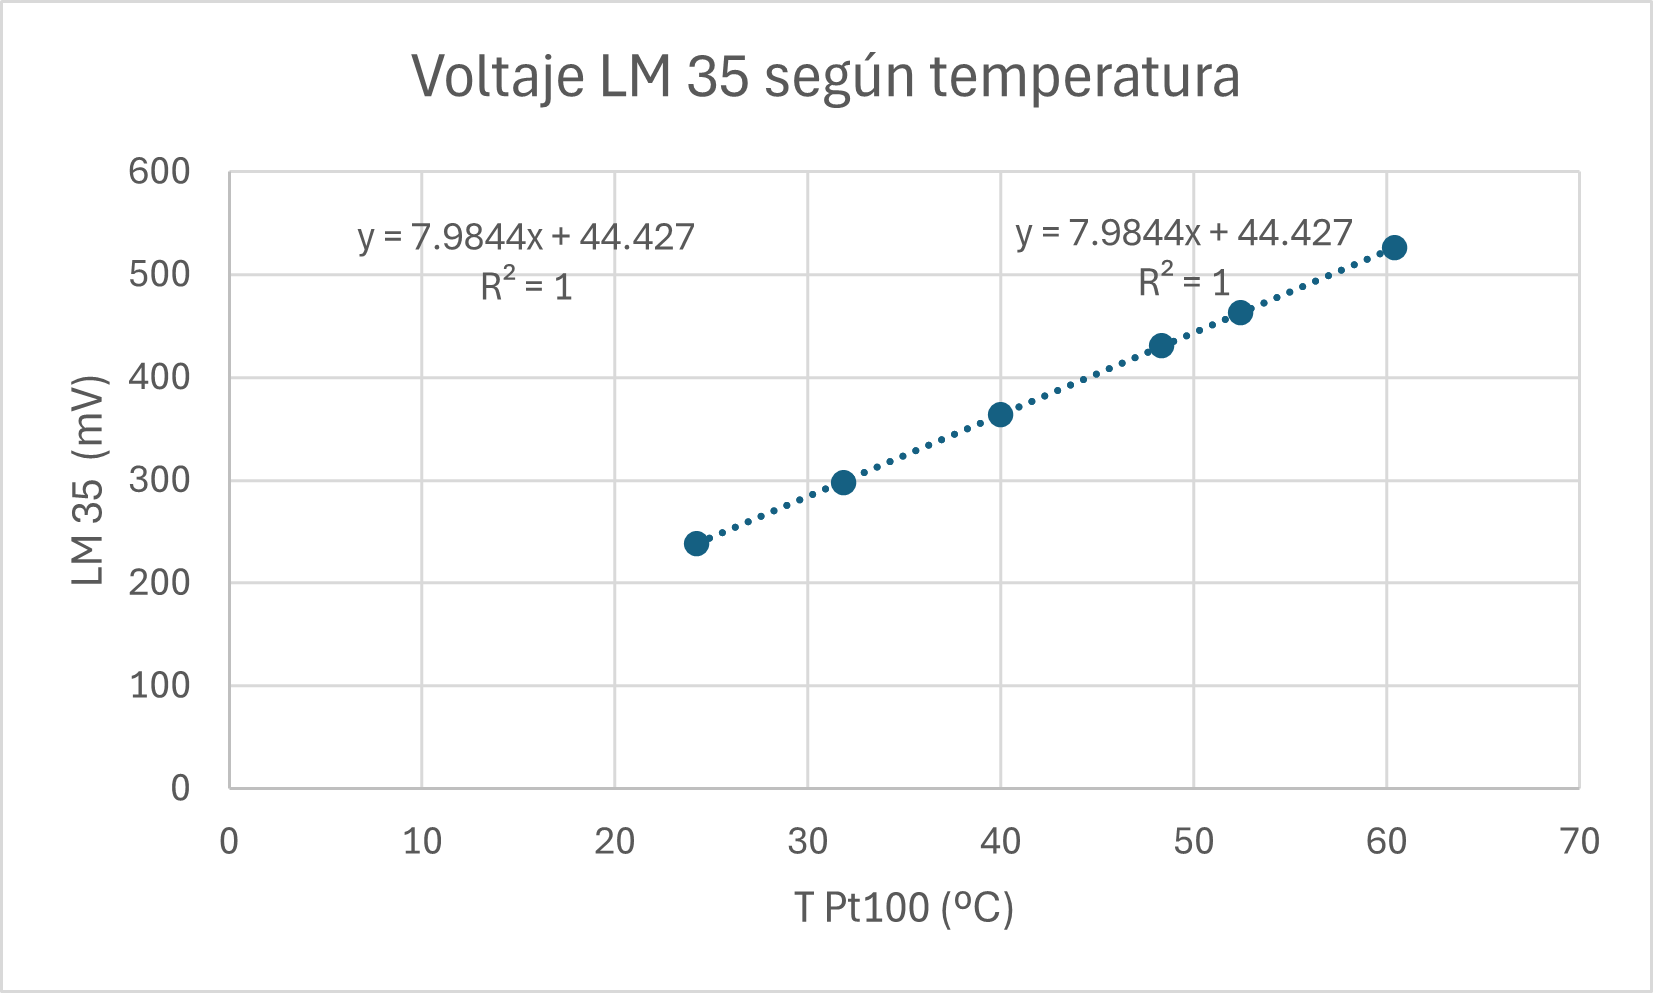 Voltaje LM 35 según temperatura
y = 7.9844x + 44.427
R² = 1
y = 7.9844x + 44.427
R² = 1
LM 35 (mV)
600
500
400
300
200
100
0
0 10 20 30 40 50 60 70
T Pt100 (ºC)